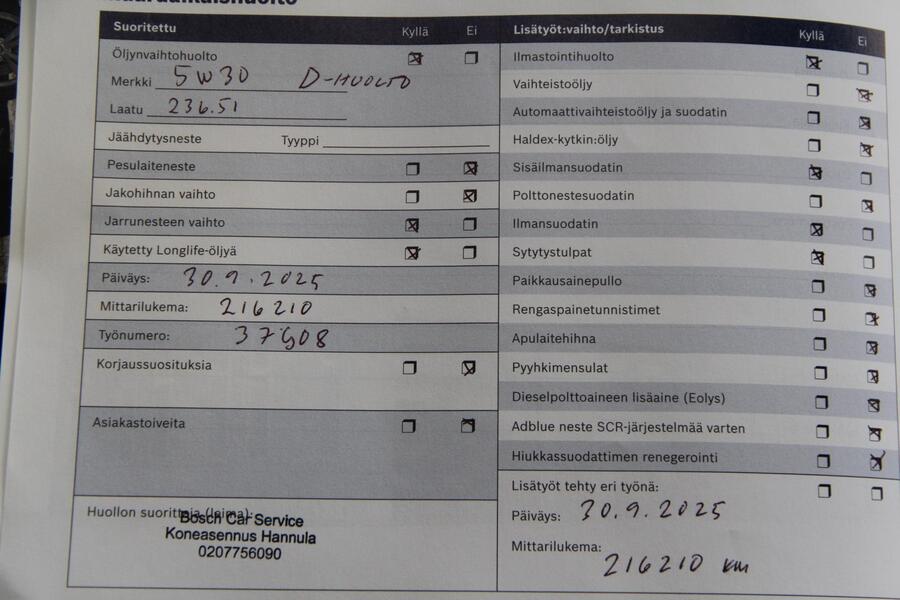 Suoritettu Kyllä Ei
Öljynvaihtohuolto
Merkki 5W30 D-HUOLTO
Laatu 236.51
Jäähdytysneste Tyyppi
Pesulaiteneste
Jakohihnan vaihto
Jarrunesteen vaihto
Käytetty Longlife-öljyä
Päiväys: 30.9.2025
Mittarilukema: 216210
Työnumero:
Korjaussuosituksia
Asiakastoiveita
Huollon suorittaja (leima):
Bosch Car Service
Koneasennus Hannula
0207756090
Lisätyöt:vaihto/tarkistus Kyllä Ei
Ilmastointihuolto
Vaihteistoöljy
Automaattivaihteistoöljy ja suodatin
Haldex-kytkin:öljy
Sisäilmansuodatin
Polttonestesuodatin
Ilmansuodatin
Sytytystulpat
Paikkausainepullo
Rengaspainetunnistimet
Apulaitehihna
Pyyhkimensulat
Dieselpolttoaineen lisäaine (Eolys)
Adblue neste SCR-järjestelmää varten
Hiukkassuodattimen renegerointi
Lisätyöt tehty eri työnä:
Päiväys: 30.9.2025
Mittarilukema:
216210 km